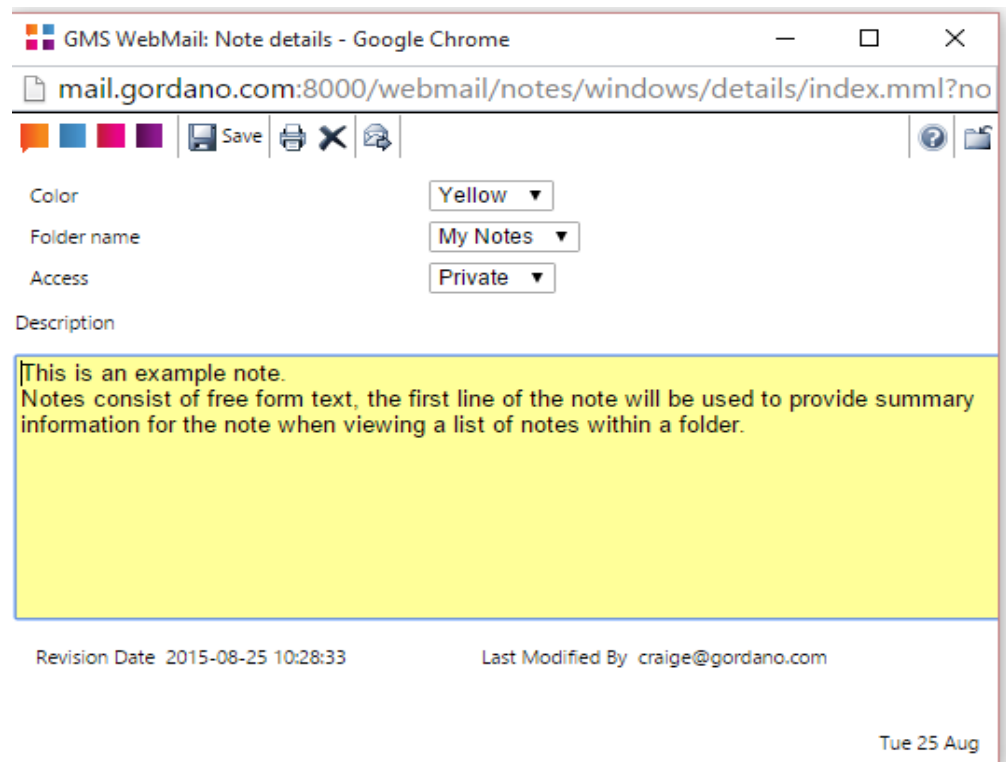 GMS WebMail: Note details - Google Chrome
mail.gordano.com:8000/webmail/notes/windows/details/index.mml?no
Save
Color Yellow
Folder name My Notes
Access Private
Description
This is an example note.
Notes consist of free form text, the first line of the note will be used to provide summary
information for the note when viewing a list of notes within a folder.
Revision Date 2015-08-25 10:28:33 Last Modified By craige@gordano.com
Tue 25 Aug